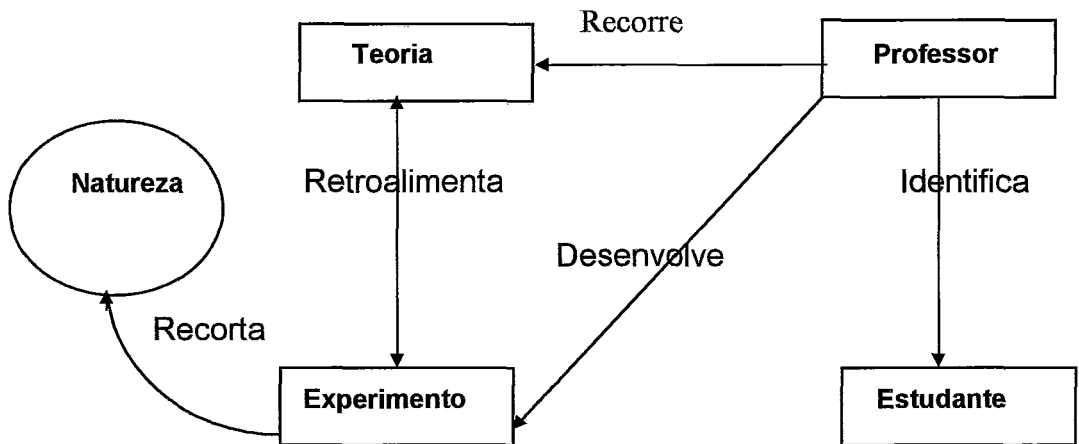 Recorre
Teoria
Professor
Natureza
Retroalimenta
Identifica
Desenvolve
Recorta
Experimento
Estudante